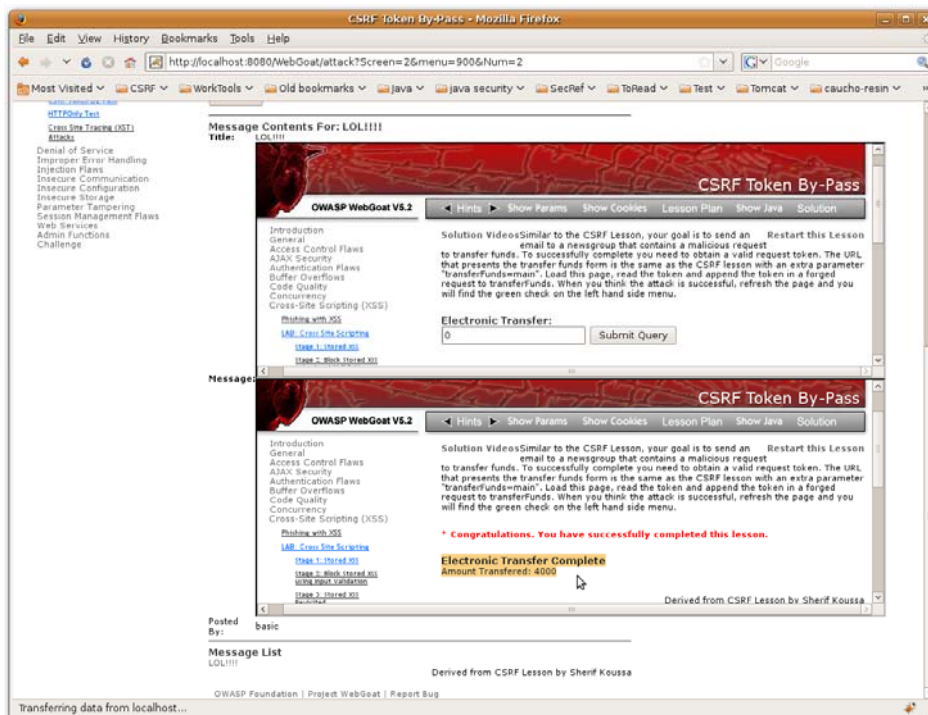 CSRF Token By-Pass - Mozilla Firefox
File Edit View History Bookmarks Tools Help
http://localhost:8080/WebGoat/attack?Screen=2&menu=900&Num=2
Google
Most Visited CSRF WorkTools Old bookmarks Java java security SecRef ToRead Test Tomcat caucho-resin »
HTTPOnly Test
Cross Site Tracing (XST)
Attacks
Denial of Service
Improper Error Handling
Injection Flaws
Insecure Communication
Insecure Configuration
Insecure Storage
Parameter Tampering
Session Management Flaws
Web Services
Admin Functions
Challenge
Message Contents For: LOL!!!!
Title: LOL!!!!
Message:
CSRF Token By-Pass
OWASP WebGoat V5.2
Hints Show Params Show Cookies Lesson Plan Show Java Solution
Introduction
General
Access Control Flaws
AJAX Security
Authentication Flaws
Buffer Overflows
Code Quality
Concurrency
Cross-Site Scripting (XSS)
Phishing with XSS
LAB: Cross Site Scripting
Stage 1: Stored XSS
Stage 2: Block Stored XSS
Solution Videos Similar to the CSRF Lesson, your goal is to send an Restart this Lesson
email to a newsgroup that contains a malicious request
to transfer funds. To successfully complete you need to obtain a valid request token. The URL
that presents the transfer funds form is the same as the CSRF lesson with an extra parameter
"transferFunds=main". Load this page, read the token and append the token in a forged
request to transferFunds. When you think the attack is successful, refresh the page and you
will find the green check on the left hand side menu.
Electronic Transfer:
0 Submit Query
CSRF Token By-Pass
OWASP WebGoat V5.2
Hints Show Params Show Cookies Lesson Plan Show Java Solution
Introduction
General
Access Control Flaws
AJAX Security
Authentication Flaws
Buffer Overflows
Code Quality
Concurrency
Cross-Site Scripting (XSS)
Phishing with XSS
LAB: Cross Site Scripting
Stage 1: Stored XSS
Stage 2: Block Stored XSS
using Input Validation
Stage 3: Stored XSS
Solution Videos Similar to the CSRF Lesson, your goal is to send an Restart this Lesson
email to a newsgroup that contains a malicious request
to transfer funds. To successfully complete you need to obtain a valid request token. The URL
that presents the transfer funds form is the same as the CSRF lesson with an extra parameter
"transferFunds=main". Load this page, read the token and append the token in a forged
request to transferFunds. When you think the attack is successful, refresh the page and you
will find the green check on the left hand side menu.
* Congratulations. You have successfully completed this lesson.
Electronic Transfer Complete
Amount Transfered: 4000
Derived from CSRF Lesson by Sherif Koussa
Posted
By: basic
Message List
LOL!!!!
Derived from CSRF Lesson by Sherif Koussa
OWASP Foundation | Project WebGoat | Report Bug
Transferring data from localhost...